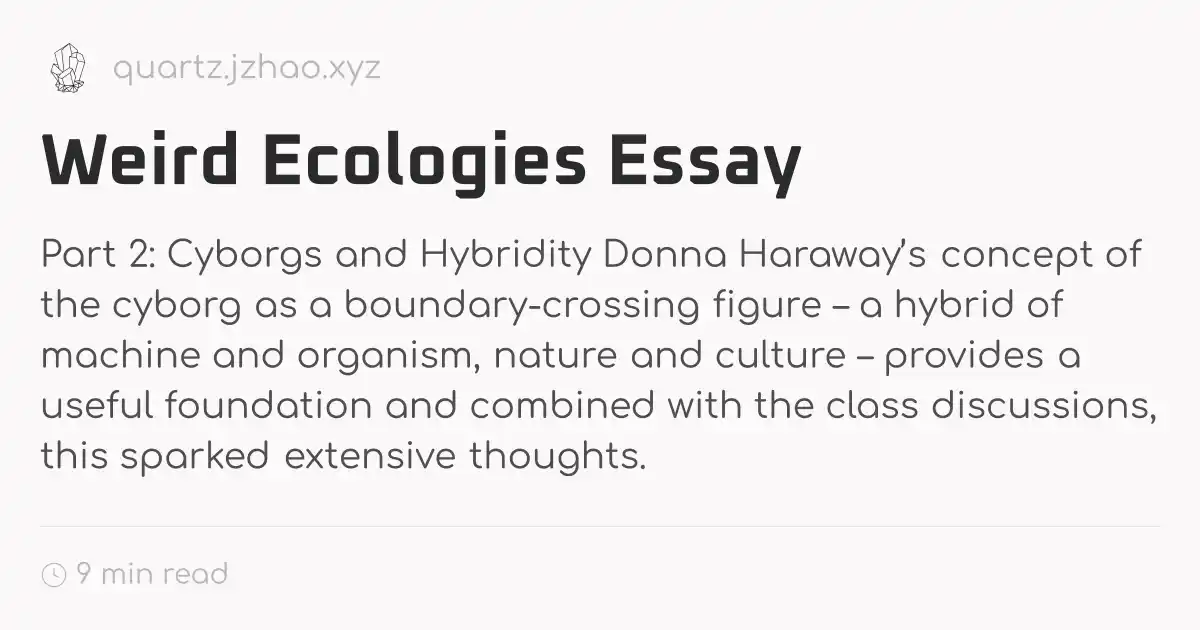 quartz.jzhao.xyz
Weird Ecologies Essay
Part 2: Cyborgs and Hybridity Donna Haraway’s concept of
the cyborg as a boundary-crossing figure – a hybrid of
machine and organism, nature and culture – provides a
useful foundation and combined with the class discussions,
this sparked extensive thoughts.
9 min read